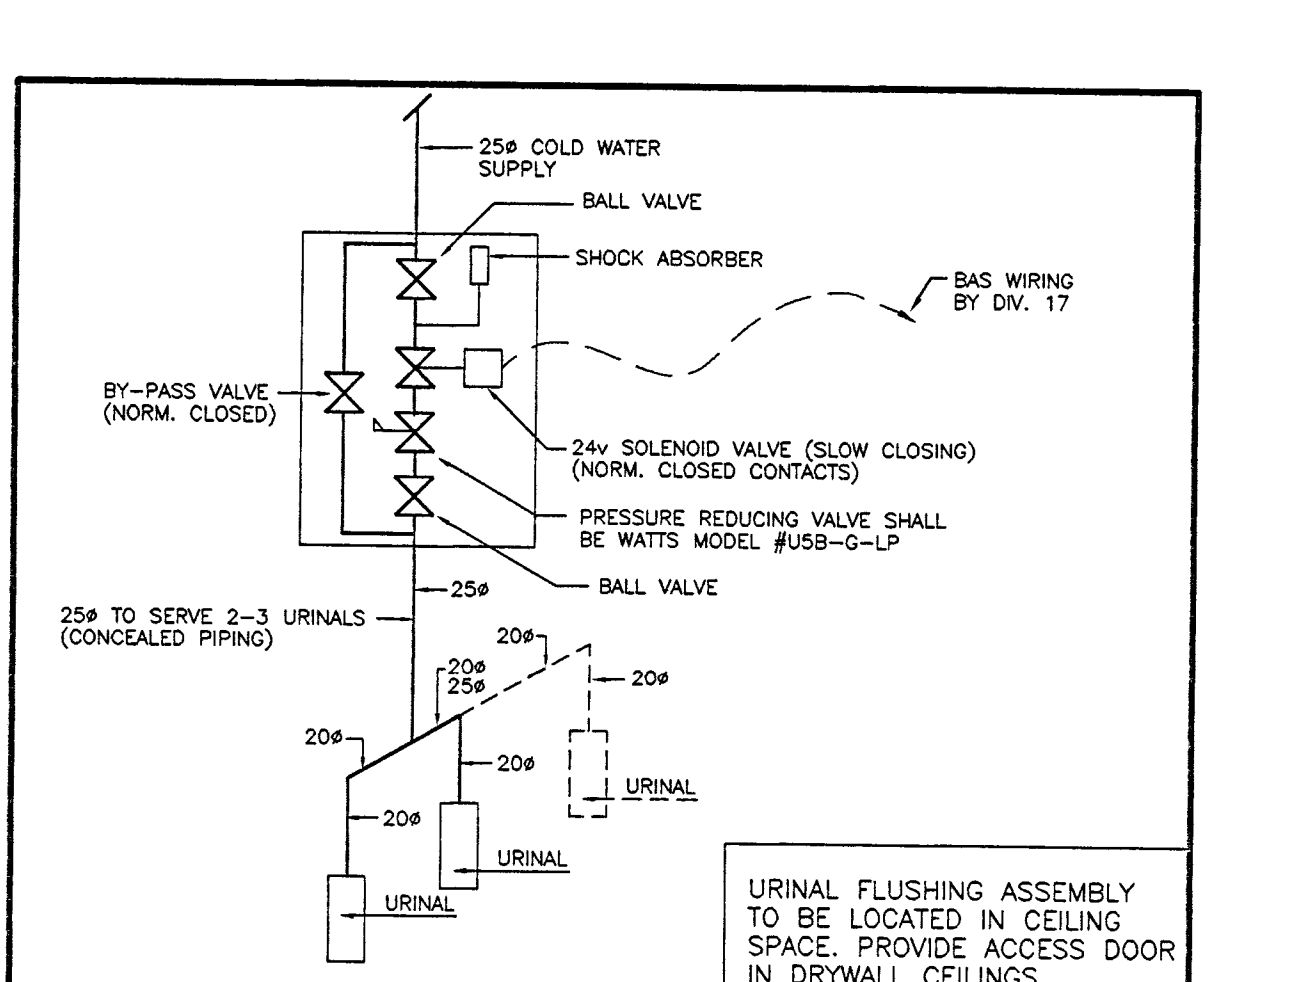 25ø COLD WATER
SUPPLY
BALL VALVE
SHOCK ABSORBER
BAS WIRING
BY DIV. 17
BY-PASS VALVE
(NORM. CLOSED)
24v SOLENOID VALVE (SLOW CLOSING)
(NORM. CLOSED CONTACTS)
PRESSURE REDUCING VALVE SHALL
BE WATTS MODEL #U5B-G-LP
25ø
BALL VALVE
25ø TO SERVE 2-3 URINALS
(CONCEALED PIPING)
20ø
20ø
25ø
20ø
20ø
20ø
URINAL
20ø
URINAL
URINAL
URINAL FLUSHING ASSEMBLY
TO BE LOCATED IN CEILING
SPACE. PROVIDE ACCESS DOOR
IN DRYWALL CEILINGS